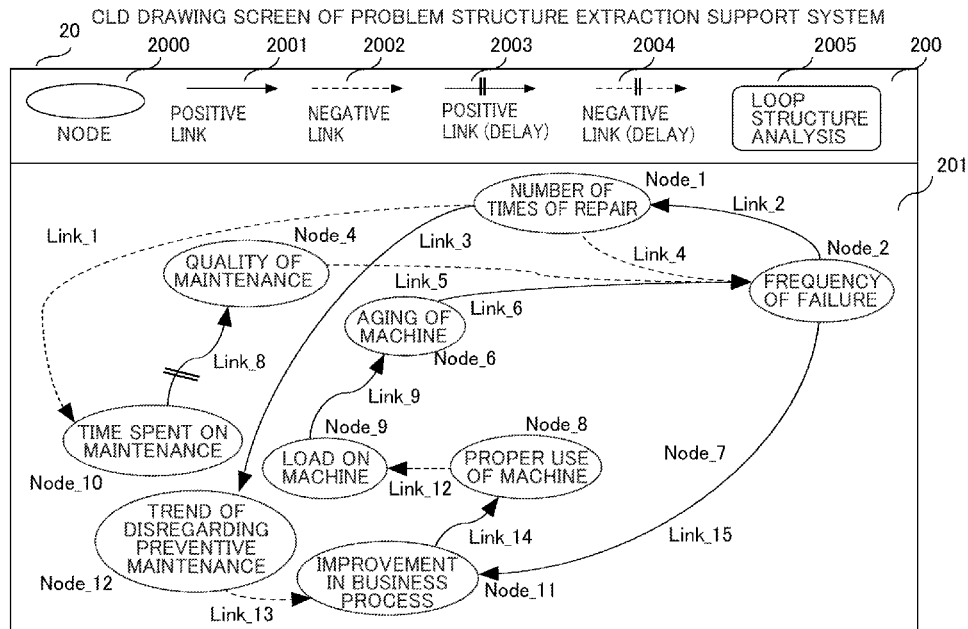 CLD DRAWING SCREEN OF PROBLEM STRUCTURE EXTRACTION SUPPORT SYSTEM
20 2000 2001 2002 2003 2004 2005 200
NODE
POSITIVE
LINK
NEGATIVE
LINK
POSITIVE
LINK (DELAY)
NEGATIVE
LINK (DELAY)
LOOP
STRUCTURE
ANALYSIS
201
NUMBER OF
TIMES OF REPAIR
Node_1
Link_2
Link_1
Node_4
Link_3
Link_4
Node_2
QUALITY OF
MAINTENANCE
FREQUENCY
OF FAILURE
Link_5
Link_6
AGING OF
MACHINE
Node_6
Link_8
Link_9
TIME SPENT ON
MAINTENANCE
Node_10
Node_9
LOAD ON
MACHINE
Node_8
PROPER USE
OF MACHINE
Link_12
Node_7
TREND OF
DISREGARDING
PREVENTIVE
MAINTENANCE
Node_12
Link_14
Link_15
IMPROVEMENT
IN BUSINESS
PROCESS
Node_11
Link_13